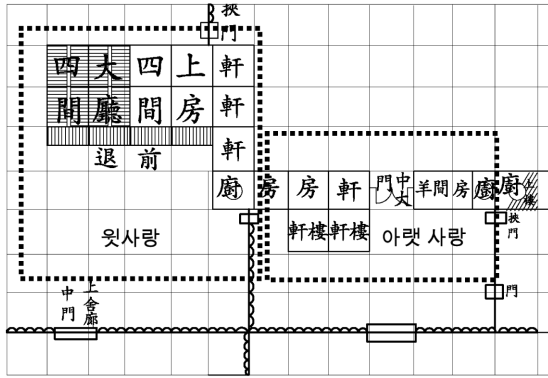 挾門
四 大 四 上 軒
間 廳 間 房 軒
退 前 軒
廚 房 房 軒 門中大 羊間房 廚 廚 上樓
軒樓 軒樓
윗사랑 아랫 사랑
挾門
中門 上舍廊
門